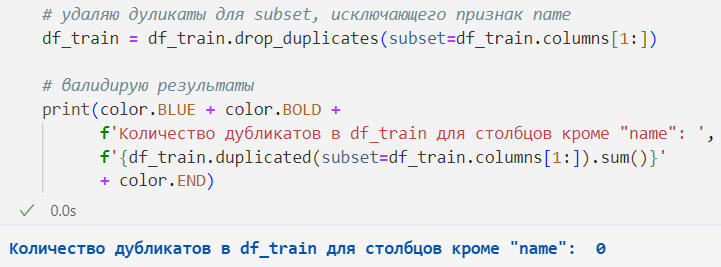 # удаляю дуликаты для subset, исключающего признак name
df_train = df_train.drop_duplicates(subset=df_train.columns[1:])
# валидирую результаты
print(color.BLUE + color.BOLD +
f'Количество дубликатов в df_train для столбцов кроме "name": ',
f'{df_train.duplicated(subset=df_train.columns[1:]).sum()}'
+ color.END)
0.0s
Количество дубликатов в df_train для столбцов кроме "name":  0